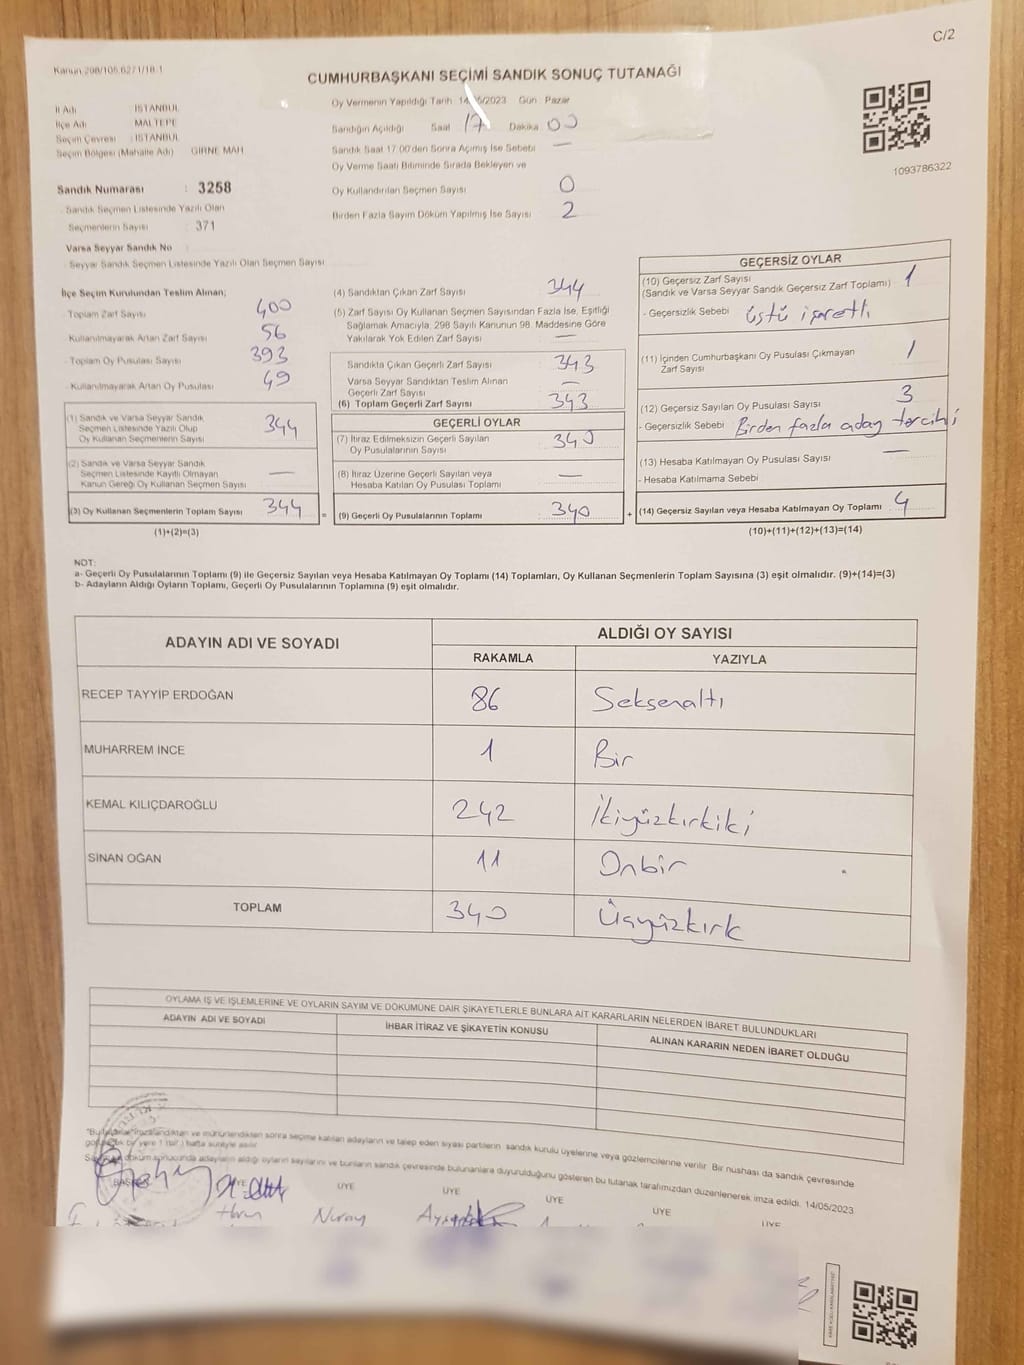 C/2
Kanun 298/105.627 1/18-1
CUMHURBAŞKANI SEÇİMİ SANDIK SONUÇ TUTANAĞI
İl Adı : İSTANBUL
İlçe Adı : MALTEPE
Seçim Çevresi : İSTANBUL
Seçim Bölgesi (Mahalle Adı) GİRNE MAH
Sandık Numarası : 3258
- Sandık Seçmen Listesinde Yazılı Olan
Seçmenlerin Sayısı : 371
Varsa Seyyar Sandık No :
- Seyyar Sandık Seçmen Listesinde Yazılı Olan Seçmen Sayısı
Oy Vermenin Yapıldığı Tarih: 14/05/2023 Gün : Pazar
Sandığın Açıldığı Saat 17 Dakika 00
Sandık Saat 17.00'den Sonra Açılmış İse Sebebi —
Oy Verme Saati Bitiminde Sırada Bekleyen ve
Oy Kullandırılan Seçmen Sayısı 0
Birden Fazla Sayım Döküm Yapılmış İse Sayısı 2
1093786322
İlçe Seçim Kurulundan Teslim Alınan;
- Toplam Zarf Sayısı 400
- Kullanılmayarak Artan Zarf Sayısı 56
- Toplam Oy Pusulası Sayısı 393
- Kullanılmayarak Artan Oy Pusulası 49
(1) Sandık ve Varsa Seyyar Sandık
Seçmen Listesinde Yazılı Olup
Oy Kullanan Seçmenlerin Sayısı 344
(2) Sandık ve Varsa Seyyar Sandık
Seçmen Listesinde Kayıtlı Olmayan
Kanun Gereği Oy Kullanan Seçmen Sayısı —
(3) Oy Kullanan Seçmenlerin Toplam Sayısı 344 =
(1)+(2)=(3)
(4) Sandıktan Çıkan Zarf Sayısı 344
(5) Zarf Sayısı Oy Kullanan Seçmen Sayısından Fazla İse, Eşitliği
Sağlamak Amacıyla, 298 Sayılı Kanunun 98. Maddesine Göre
Yakılarak Yok Edilen Zarf Sayısı —
Sandıkta Çıkan Geçerli Zarf Sayısı 343
Varsa Seyyar Sandıktan Teslim Alınan
Geçerli Zarf Sayısı —
(6) Toplam Geçerli Zarf Sayısı 343
GEÇERLİ OYLAR
(7) İtiraz Edilmeksizin Geçerli Sayılan
Oy Pusulalarının Sayısı 340
(8) İtiraz Üzerine Geçerli Sayılan veya
Hesaba Katılan Oy Pusulası Toplamı —
(9) Geçerli Oy Pusulalarının Toplamı 340 +
GEÇERSİZ OYLAR
(10) Geçersiz Zarf Sayısı 1
(Sandık ve Varsa Seyyar Sandık Geçersiz Zarf Toplamı)
- Geçersizlik Sebebi üstü işaretli
(11) İçinden Cumhurbaşkanı Oy Pusulası Çıkmayan
Zarf Sayısı 1
(12) Geçersiz Sayılan Oy Pusulası Sayısı 3
- Geçersizlik Sebebi Birden fazla aday tercihi
(13) Hesaba Katılmayan Oy Pusulası Sayısı —
- Hesaba Katılmama Sebebi
(14) Geçersiz Sayılan veya Hesaba Katılmayan Oy Toplamı 4
(10)+(11)+(12)+(13)=(14)
NOT:
a- Geçerli Oy Pusulalarının Toplamı (9) ile Geçersiz Sayılan veya Hesaba Katılmayan Oy Toplamı (14) Toplamları, Oy Kullanan Seçmenlerin Toplam Sayısına (3) eşit olmalıdır. (9)+(14)=(3)
b- Adayların Aldığı Oyların Toplamı, Geçerli Oy Pusulalarının Toplamına (9) eşit olmalıdır.
ADAYIN ADI VE SOYADI ALDIĞI OY SAYISI
RAKAMLA YAZIYLA
RECEP TAYYİP ERDOĞAN 86 Seksenaltı
MUHARREM İNCE 1 Bir
KEMAL KILIÇDAROĞLU 242 İkiyüzkırkiki
SİNAN OĞAN 11 Onbir
TOPLAM 340 Üçyüzkırk
OYLAMA İŞ VE İŞLEMLERİNE VE OYLARIN SAYIM VE DÖKÜMÜNE DAİR ŞİKAYETLERLE BUNLARA AİT KARARLARIN NELERDEN İBARET BULUNDUKLARI
ADAYIN ADI VE SOYADI İHBAR İTİRAZ VE ŞİKAYETİN KONUSU ALINAN KARARIN NEDEN İBARET OLDUĞU
imzalandıktan ve mühürlendikten sonra seçime katılan adayların ve talep eden siyasi partilerin sandık kurulu üyelerine veya gözlemcilerine verilir. Bir nüshası da sandık çevresinde
bir yere 1 (bir) hafta süreyle asılır.
döküm sonucunda adayların aldığı oyların sayılarını ve bunların sandık çevresinde bulunanlara duyurulduğunu gösteren bu tutanak tarafımızdan düzenlenerek imza edildi. 14/05/2023
BAŞKAN ÜYE ÜYE ÜYE ÜYE ÜYE ÜYE
Nuray